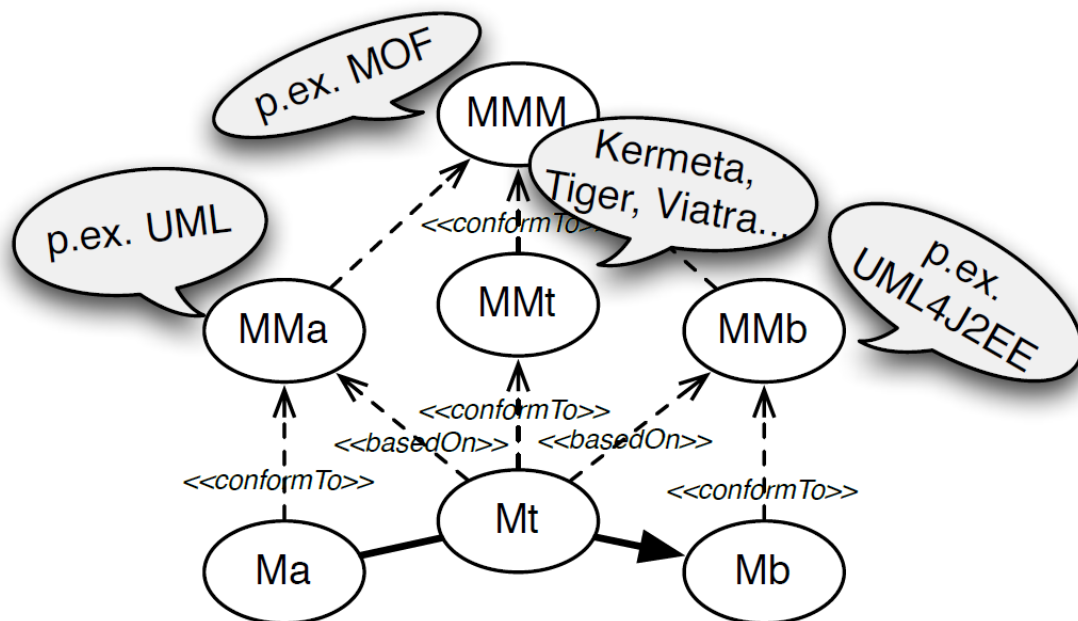 p.ex. MOF
MMM
Kermeta,
Tiger, Viatra...
p.ex. UML
<<conformTo>>
p.ex.
UML4J2EE
MMa
MMt
MMb
<<conformTo>>
<<basedOn>>
<<basedOn>>
<<conformTo>>
<<conformTo>>
Ma
Mt
Mb